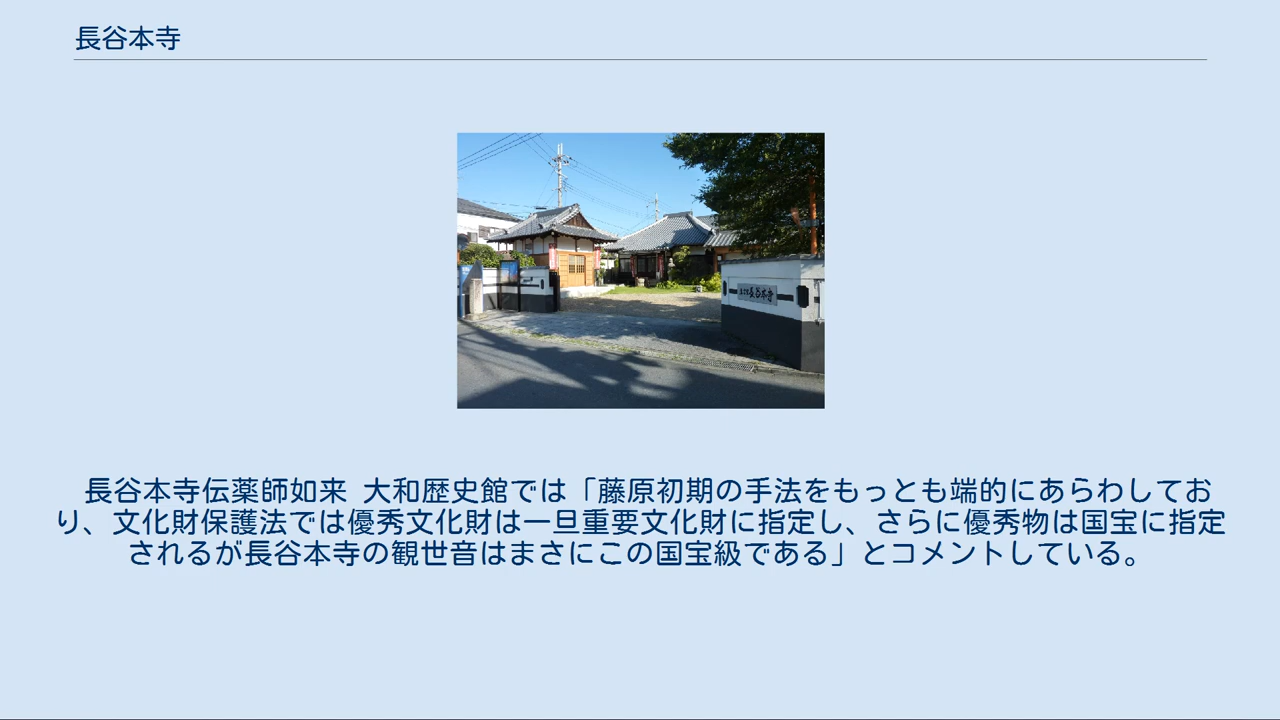 長谷本寺
長谷本寺
長谷本寺伝薬師如来 大和歴史館では「藤原初期の手法をもっとも端的にあらわしてお
り、文化財保護法では優秀文化財は一旦重要文化財に指定し、さらに優秀物は国宝に指定
されるが長谷本寺の観世音はまさにこの国宝級である」とコメントしている。